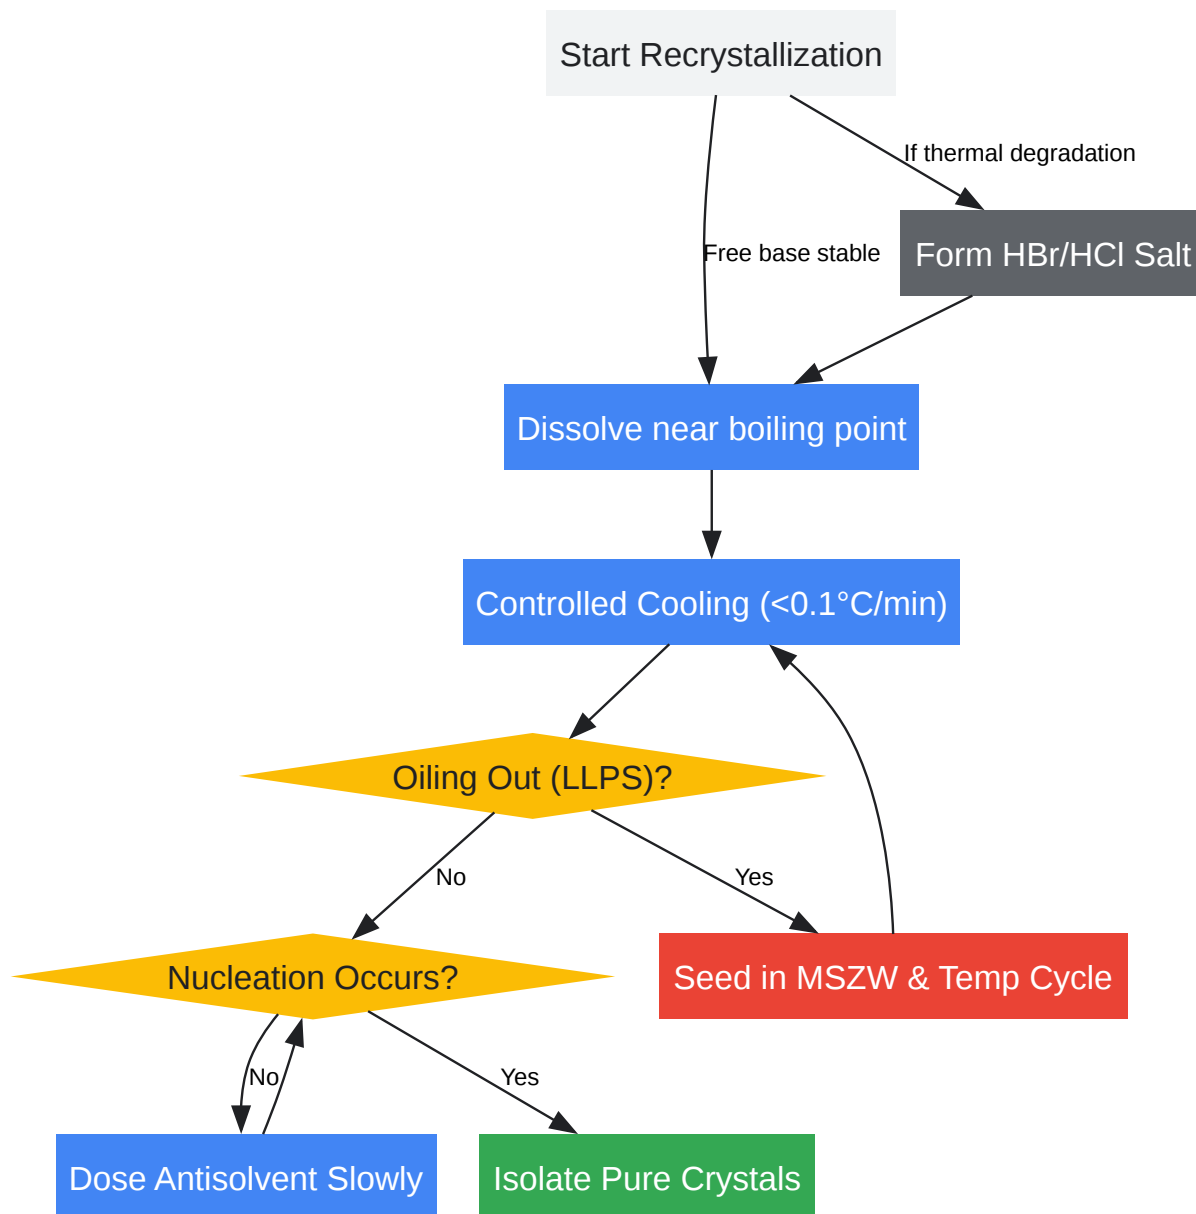 Start Recrystallization
If thermal degradation
Free base stable
Form HBr/HCl Salt
Dissolve near boiling point
Controlled Cooling (<0.1°C/min)
Oiling Out (LLPS)?
No
Yes
Nucleation Occurs?
Seed in MSZW & Temp Cycle
No
Yes
Dose Antisolvent Slowly
Isolate Pure Crystals